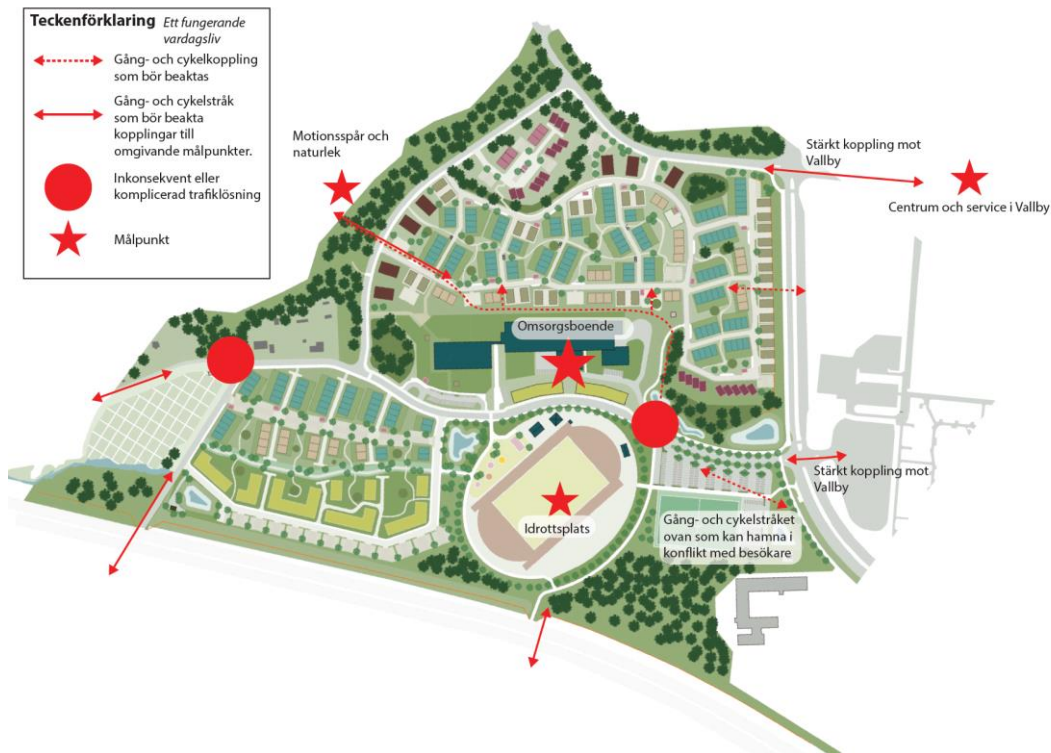 Teckenförklaring Ett fungerande
vardagsliv
Gång- och cykelkoppling
som bör beaktas
Gång- och cykelstråk
som bör beakta
kopplingar till
omgivande målpunkter.
Inkonsekvent eller
komplicerad trafiklösning
Målpunkt
Motionsspår och
naturlek
Stärkt koppling mot
Vallby
Centrum och service i Vallby
Omsorgsboende
Stärkt koppling mot
Vallby
Idrottsplats
Gång- och cykelstråket
ovan som kan hamna i
konflikt med besökare